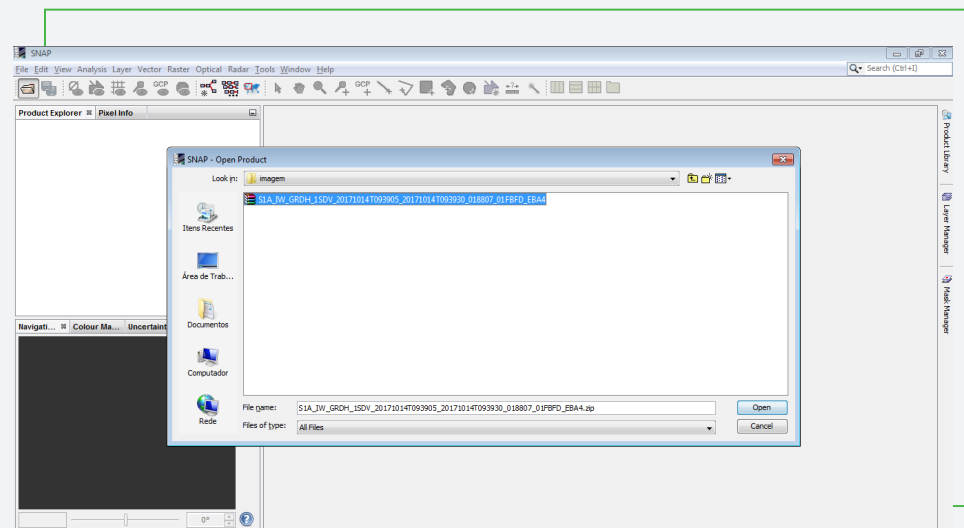 SNAP
File Edit View Analysis Layer Vector Raster Optical Radar Tools Window Help
Search (Ctrl+I)
GCP GCP
Product Explorer Pixel Info
Product Library
Layer Manager
Mask Manager
SNAP - Open Product
Look in: imagem
S1A_IW_GRDH_1SDV_20171014T093905_20171014T093930_018807_01FBFD_EBA4
Itens Recentes
Área de Trab...
Documentos
Computador
Rede
File name: S1A_IW_GRDH_1SDV_20171014T093905_20171014T093930_018807_01FBFD_EBA4.zip
Open
Files of type: All Files
Cancel
Navigati... Colour Ma... Uncertaint
0°